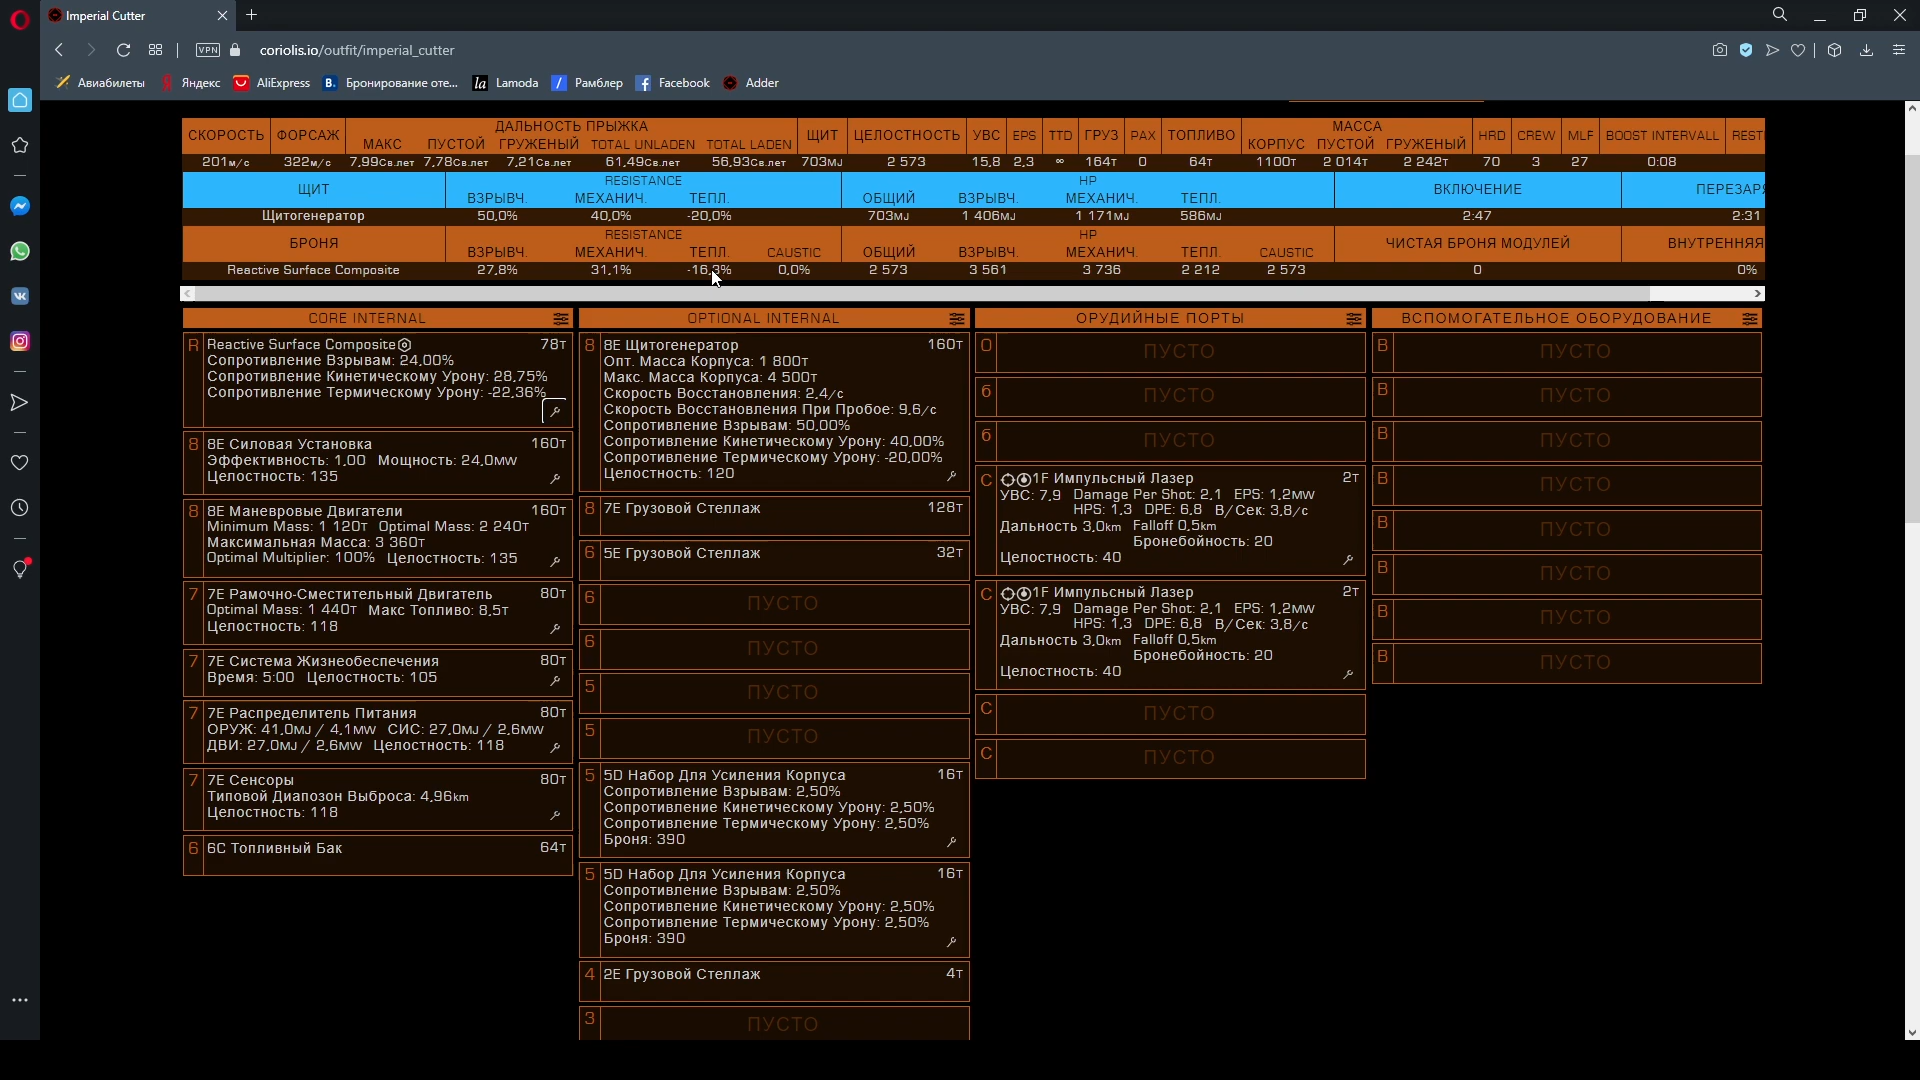 Imperial Cutter
VPN
coriolis.io/outfit/imperial_cutter
Авиабилеты Яндекс AliExpress Бронирование оте... Lamoda Рамблер Facebook Adder
СКОРОСТЬ ФОРСАЖ ДАЛЬНОСТЬ ПРЫЖКА ЩИТ ЦЕЛОСТНОСТЬ УВС EPS TTD ГРУЗ PAX ТОПЛИВО МАССА HRD CREW MLF BOOST INTERVALL REST
МАКС ПУСТОЙ ГРУЖЕНЫЙ TOTAL UNLADEN TOTAL LADEN КОРПУС ПУСТОЙ ГРУЖЕНЫЙ
201м/с 322м/с 7,99Св.лет 7,78Св.лет 7,21Св.лет 61,49Св.лет 56,93Св.лет 703MJ 2 573 15,8 2,3 ∞ 164т 0 64т 1100т 2 014т 2 242т 70 3 27 0:08
ЩИТ RESISTANCE HP ВКЛЮЧЕНИЕ ПЕРЕЗАРЯ
ВЗРЫВЧ. МЕХАНИЧ. ТЕПЛ. ОБЩИЙ ВЗРЫВЧ. МЕХАНИЧ. ТЕПЛ.
Щитогенератор 50,0% 40,0% -20,0% 703MJ 1 406MJ 1 171MJ 586MJ 2:47 2:31
БРОНЯ RESISTANCE HP ЧИСТАЯ БРОНЯ МОДУЛЕЙ ВНУТРЕННЯЯ
ВЗРЫВЧ. МЕХАНИЧ. ТЕПЛ. CAUSTIC ОБЩИЙ ВЗРЫВЧ. МЕХАНИЧ. ТЕПЛ. CAUSTIC
Reactive Surface Composite 27,8% 31,1% -16,3% 0,0% 2 573 3 561 3 736 2 212 2 573 0 0%
CORE INTERNAL
R Reactive Surface Composite 78т
Сопротивление Взрывам: 24,00%
Сопротивление Кинетическому Урону: 28,75%
Сопротивление Термическому Урону: -22,36%
8 8E Силовая Установка 160т
Эффективность: 1,00 Мощность: 24,0MW
Целостность: 135
8 8E Маневровые Двигатели 160т
Minimum Mass: 1 120т Optimal Mass: 2 240т
Максимальная Масса: 3 360т
Optimal Multiplier: 100% Целостность: 135
7 7E Рамочно-Сместительный Двигатель 80т
Optimal Mass: 1 440т Макс Топливо: 8,5т
Целостность: 118
7 7E Система Жизнеобеспечения 80т
Время: 5:00 Целостность: 105
7 7E Распределитель Питания 80т
ОРУЖ: 41,0MJ / 4,1MW СИС: 27,0MJ / 2,6MW
ДВИ: 27,0MJ / 2,6MW Целостность: 118
7 7E Сенсоры 80т
Типовой Диапозон Выброса: 4,96km
Целостность: 118
6 6C Топливный Бак 64т
OPTIONAL INTERNAL
8 8E Щитогенератор 160т
Опт. Масса Корпуса: 1 800т
Макс. Масса Корпуса: 4 500т
Скорость Восстановления: 2,4/с
Скорость Восстановления При Пробое: 9,6/с
Сопротивление Взрывам: 50,00%
Сопротивление Кинетическому Урону: 40,00%
Сопротивление Термическому Урону: -20,00%
Целостность: 120
8 7E Грузовой Стеллаж 128т
6 5E Грузовой Стеллаж 32т
6 ПУСТО
6 ПУСТО
5 ПУСТО
5 ПУСТО
5 5D Набор Для Усиления Корпуса 16т
Сопротивление Взрывам: 2,50%
Сопротивление Кинетическому Урону: 2,50%
Сопротивление Термическому Урону: 2,50%
Броня: 390
5 5D Набор Для Усиления Корпуса 16т
Сопротивление Взрывам: 2,50%
Сопротивление Кинетическому Урону: 2,50%
Сопротивление Термическому Урону: 2,50%
Броня: 390
4 2E Грузовой Стеллаж 4т
3 ПУСТО
ОРУДИЙНЫЕ ПОРТЫ
О ПУСТО
б ПУСТО
б ПУСТО
С 1F Импульсный Лазер 2т
УВС: 7,9 Damage Per Shot: 2,1 EPS: 1,2MW
HPS: 1,3 DPE: 6,8 В/Сек: 3,8/с
Дальность 3,0km Falloff 0,5km
Бронебойность: 20
Целостность: 40
С 1F Импульсный Лазер 2т
УВС: 7,9 Damage Per Shot: 2,1 EPS: 1,2MW
HPS: 1,3 DPE: 6,8 В/Сек: 3,8/с
Дальность 3,0km Falloff 0,5km
Бронебойность: 20
Целостность: 40
С ПУСТО
С ПУСТО
ВСПОМОГАТЕЛЬНОЕ ОБОРУДОВАНИЕ
В ПУСТО
В ПУСТО
В ПУСТО
В ПУСТО
В ПУСТО
В ПУСТО
В ПУСТО
В ПУСТО